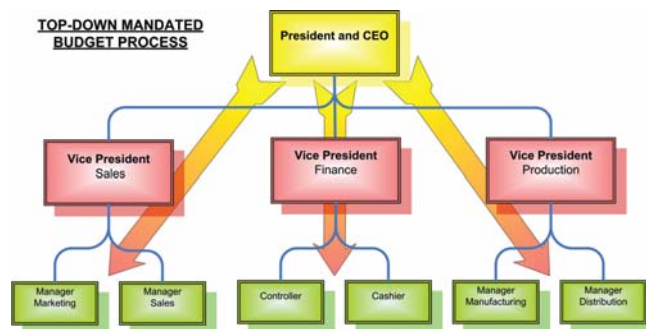 TOP-DOWN MANDATED
BUDGET PROCESS
President and CEO
Vice President
Sales
Vice President
Finance
Vice President
Production
Manager
Marketing
Manager
Sales
Controller
Cashier
Manager
Manufacturing
Manager
Distribution